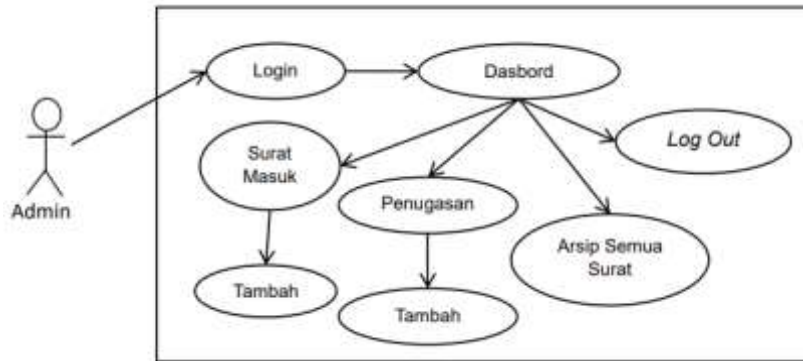 Login
Dasbord
Log Out
Surat
Masuk
Admin
Penugasan
Arsip Semua
Surat
Tambah
Tambah